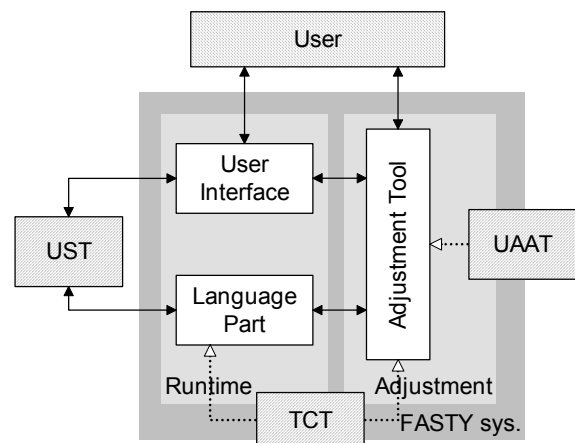 User
User
Interface
Adjustment Tool
UST
UAAT
Language
Part
Runtime
Adjustment
TCT
FASTY sys.